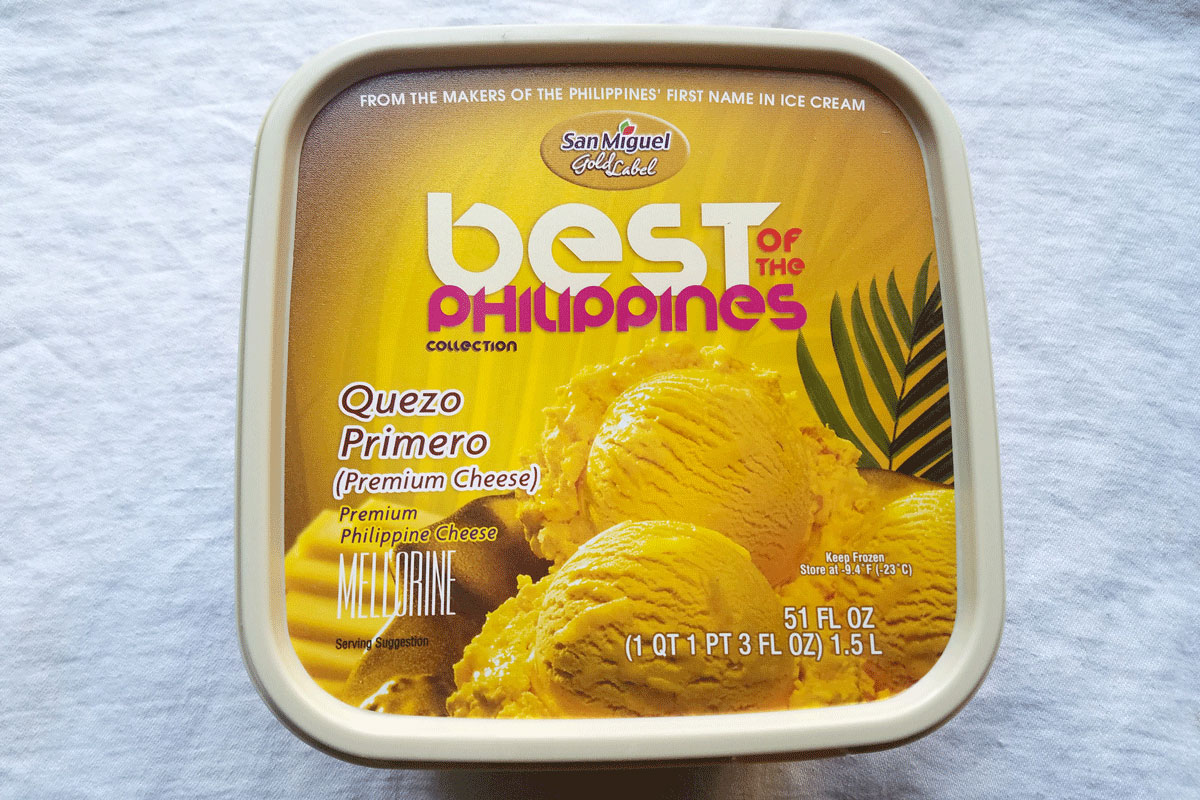 FROM THE MAKERS OF THE PHILIPPINES' FIRST NAME IN ICE CREAM
San Miguel
Gold Label
best OF
THE
PHILIPPINES
COLLECTION
Quezo
Primero
(Premium Cheese)
Premium
Philippine Cheese
MELLORINE
Serving Suggestion
Keep Frozen
Store at -9.4°F (-23°C)
51 FL OZ
(1 QT 1 PT 3 FL OZ) 1.5 L